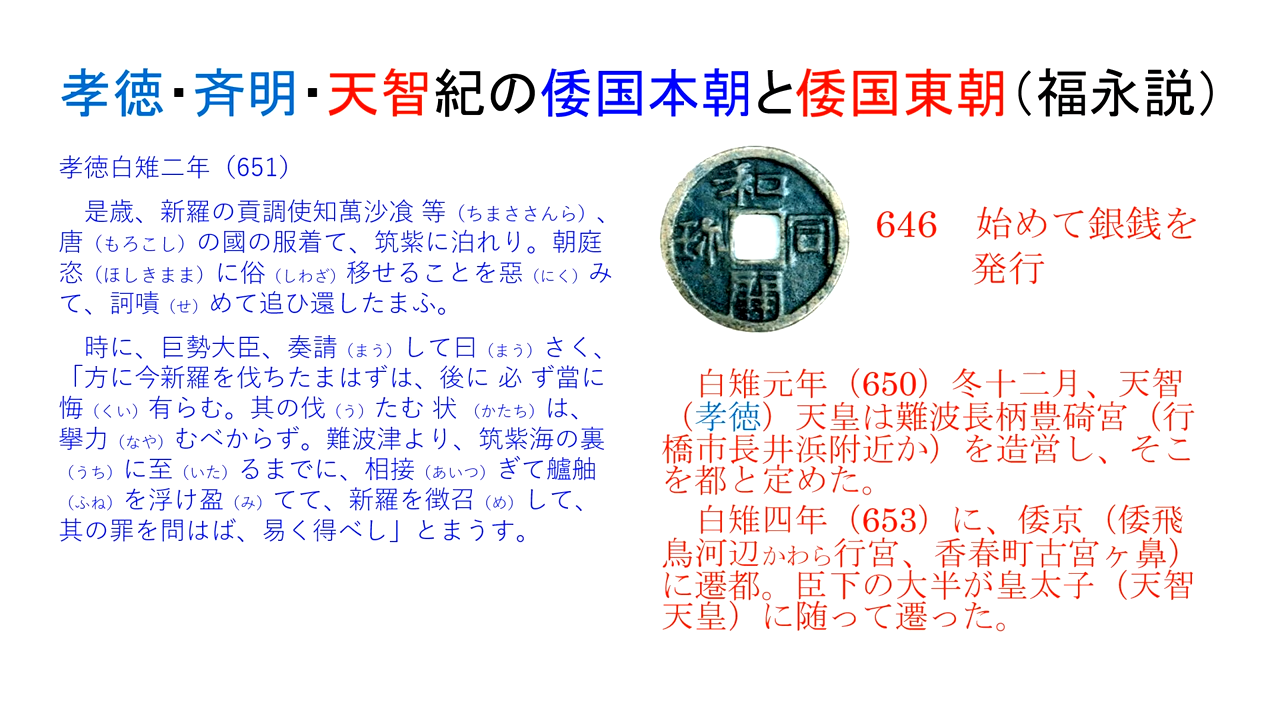 孝徳・斉明・天智紀の倭国本朝と倭国東朝（福永説）
孝徳白雉二年（651）
是歳、新羅の貢調使知萬沙飡 等（ちまささんら）、
唐（もろこし）の國の服着て、筑紫に泊れり。朝庭
恣（ほしきまま）に俗（しわざ）移せることを惡（にく）み
て、訶嘖（せ）めて追ひ還したまふ。
時に、巨勢大臣、奏請（まう）して曰（まう）さく、
「方に今新羅を伐ちたまはずは、後に 必 ず當に
悔（くい）有らむ。其の伐（う）たむ 状 （かたち）は、
擧力（なや）むべからず。難波津より、筑紫海の裏
（うち）に至（いた）るまでに、相接（あいつ）ぎて艫舳
（ふね）を浮け盈（み）てて、新羅を徴召（め）して、
其の罪を問はば、易く得べし」とまうす。
和同開珎
646　始めて銀銭を
発行
白雉元年（650）冬十二月、天智
（孝徳）天皇は難波長柄豊碕宮（行
橋市長井浜附近か）を造営し、そこ
を都と定めた。
白雉四年（653）に、倭京（倭飛
鳥河辺かわら行宮、香春町古宮ヶ鼻）
に遷都。臣下の大半が皇太子（天智
天皇）に随って遷った。